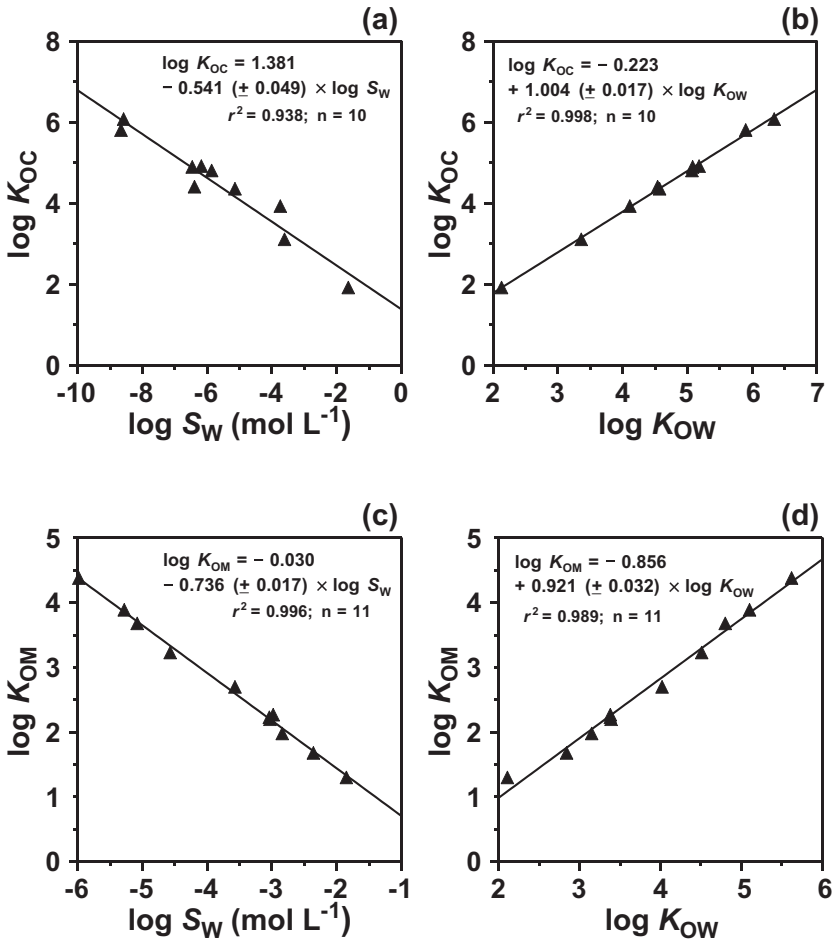 (a)
log K_OC = 1.381
− 0.541 (± 0.049) × log S_W
r² = 0.938; n = 10
8
6
4
2
0
log K_OC
-10 -8 -6 -4 -2 0
log S_W (mol L⁻¹)
(b)
log K_OC = − 0.223
+ 1.004 (± 0.017) × log K_OW
r² = 0.998; n = 10
8
6
4
2
0
log K_OC
2 3 4 5 6 7
log K_OW
(c)
log K_OM = − 0.030
− 0.736 (± 0.017) × log S_W
r² = 0.996; n = 11
5
4
3
2
1
0
log K_OM
-6 -5 -4 -3 -2 -1
log S_W (mol L⁻¹)
(d)
log K_OM = − 0.856
+ 0.921 (± 0.032) × log K_OW
r² = 0.989; n = 11
5
4
3
2
1
0
log K_OM
2 3 4 5 6
log K_OW